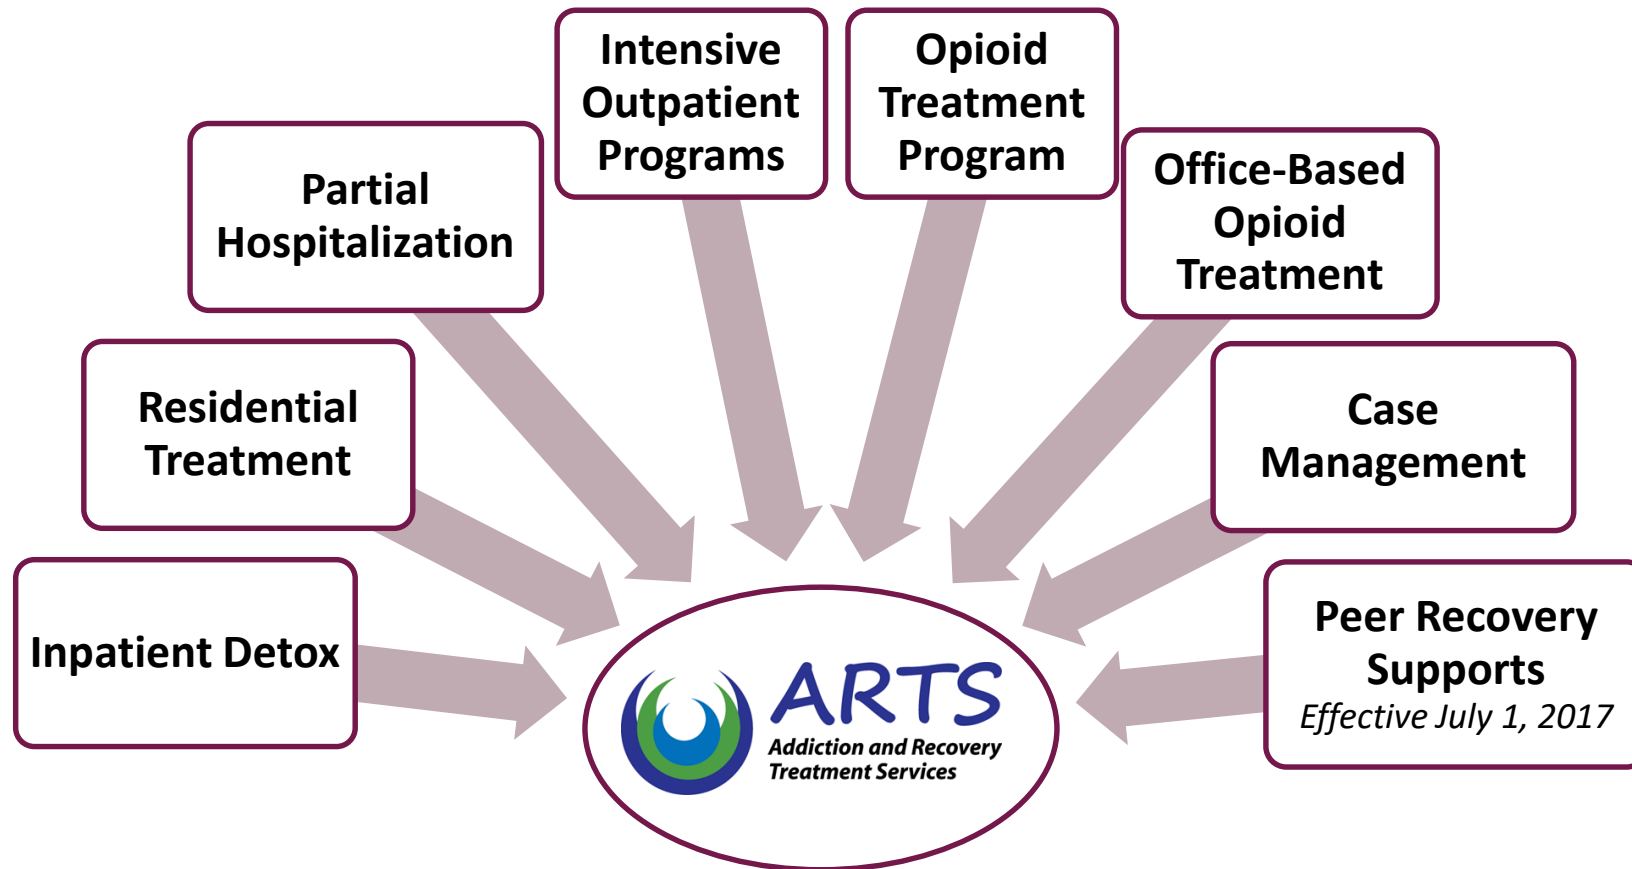 Intensive
Outpatient
Programs
Opioid
Treatment
Program
Partial
Hospitalization
Office-Based
Opioid
Treatment
Residential
Treatment
Case
Management
Inpatient Detox
Peer Recovery
Supports
Effective July 1, 2017
ARTS
Addiction and Recovery
Treatment Services